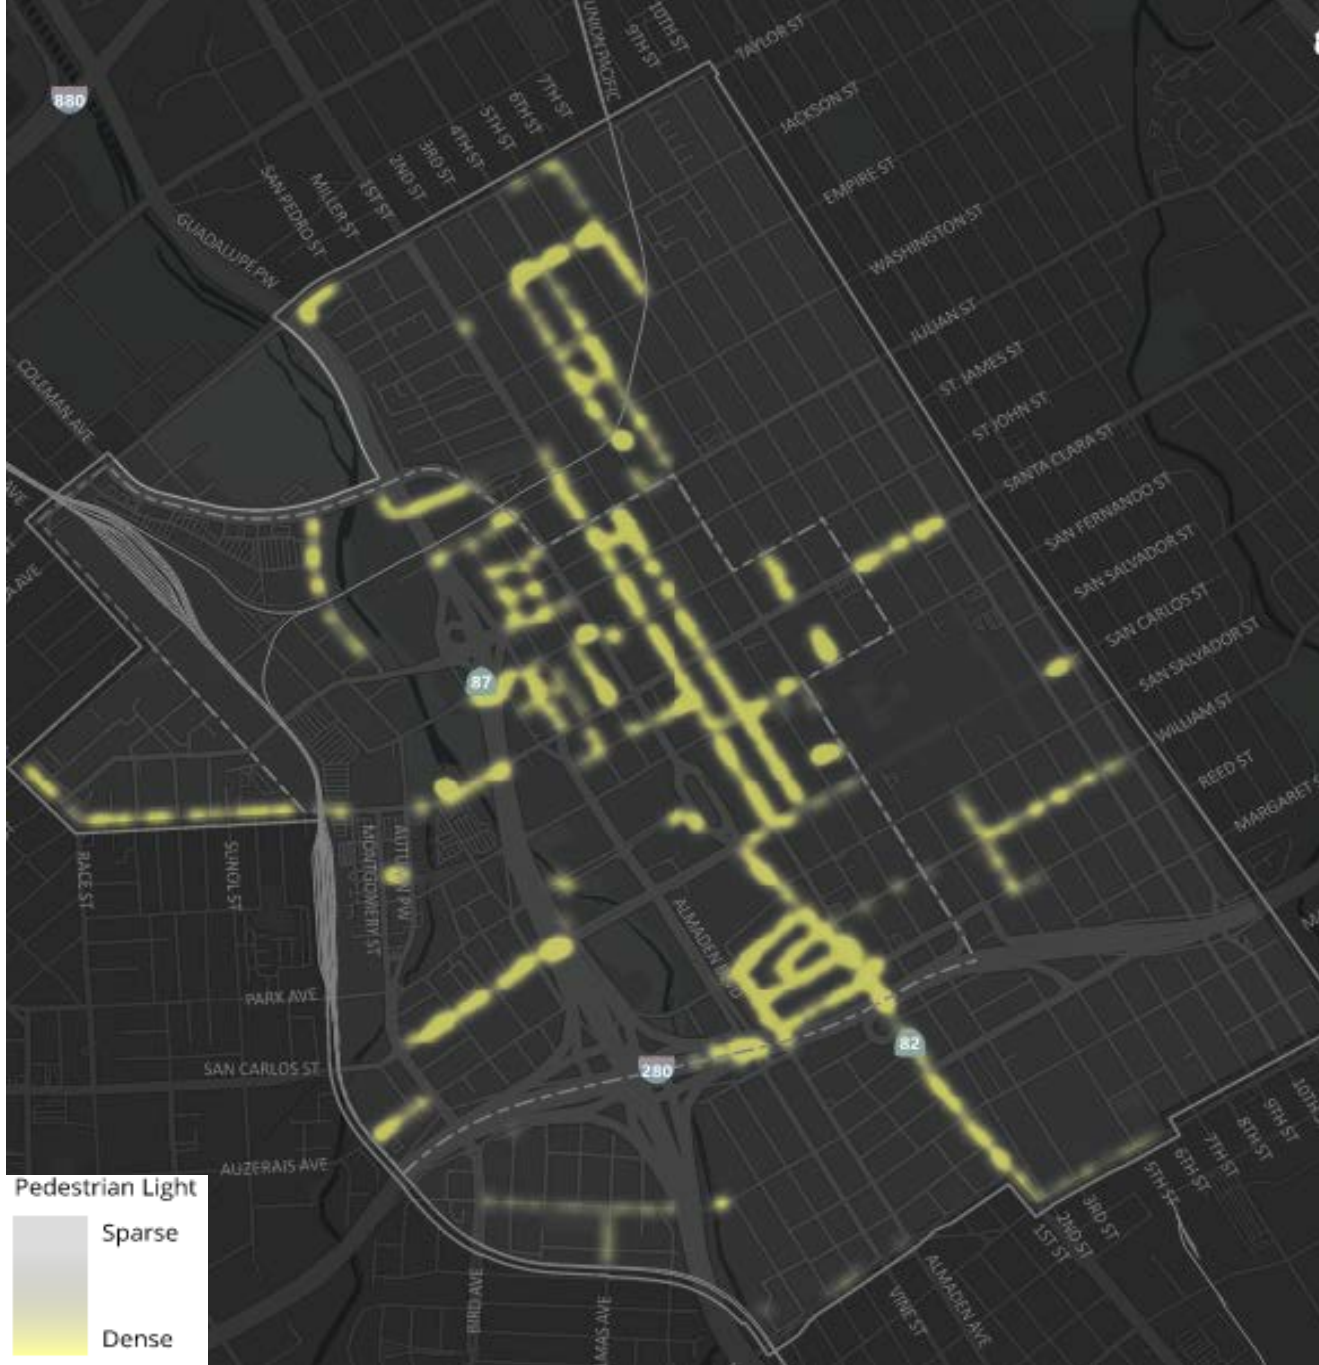 UNION PACIFIC
10TH ST
9TH ST
TAYLOR ST
880
7TH ST
6TH ST
5TH ST
4TH ST
3RD ST
2ND ST
1ST ST
MILLER ST
SAN PEDRO ST
GUADALUPE PW
JACKSON ST
EMPIRE ST
WASHINGTON ST
JULIAN ST
ST. JAMES ST
ST JOHN ST
SANTA CLARA ST
SAN FERNANDO ST
SAN SALVADOR ST
SAN CARLOS ST
SAN SALVADOR ST
WILLIAM ST
REED ST
MARGARET S
COLEMAN AVE
AVE
A AVE
87
RACE ST
SUNOL ST
MONTGOMERY ST
AUTUMN PW
ALMADEN BLVD
PARK AVE
SAN CARLOS ST
280
82
AUZERAIS AVE
BIRD AVE
MAS AVE
VINE ST
ALMADEN AVE
1ST ST
2ND ST
3RD ST
5TH ST
6TH ST
7TH ST
8TH ST
9TH ST
10TH
Pedestrian Light
Sparse
Dense